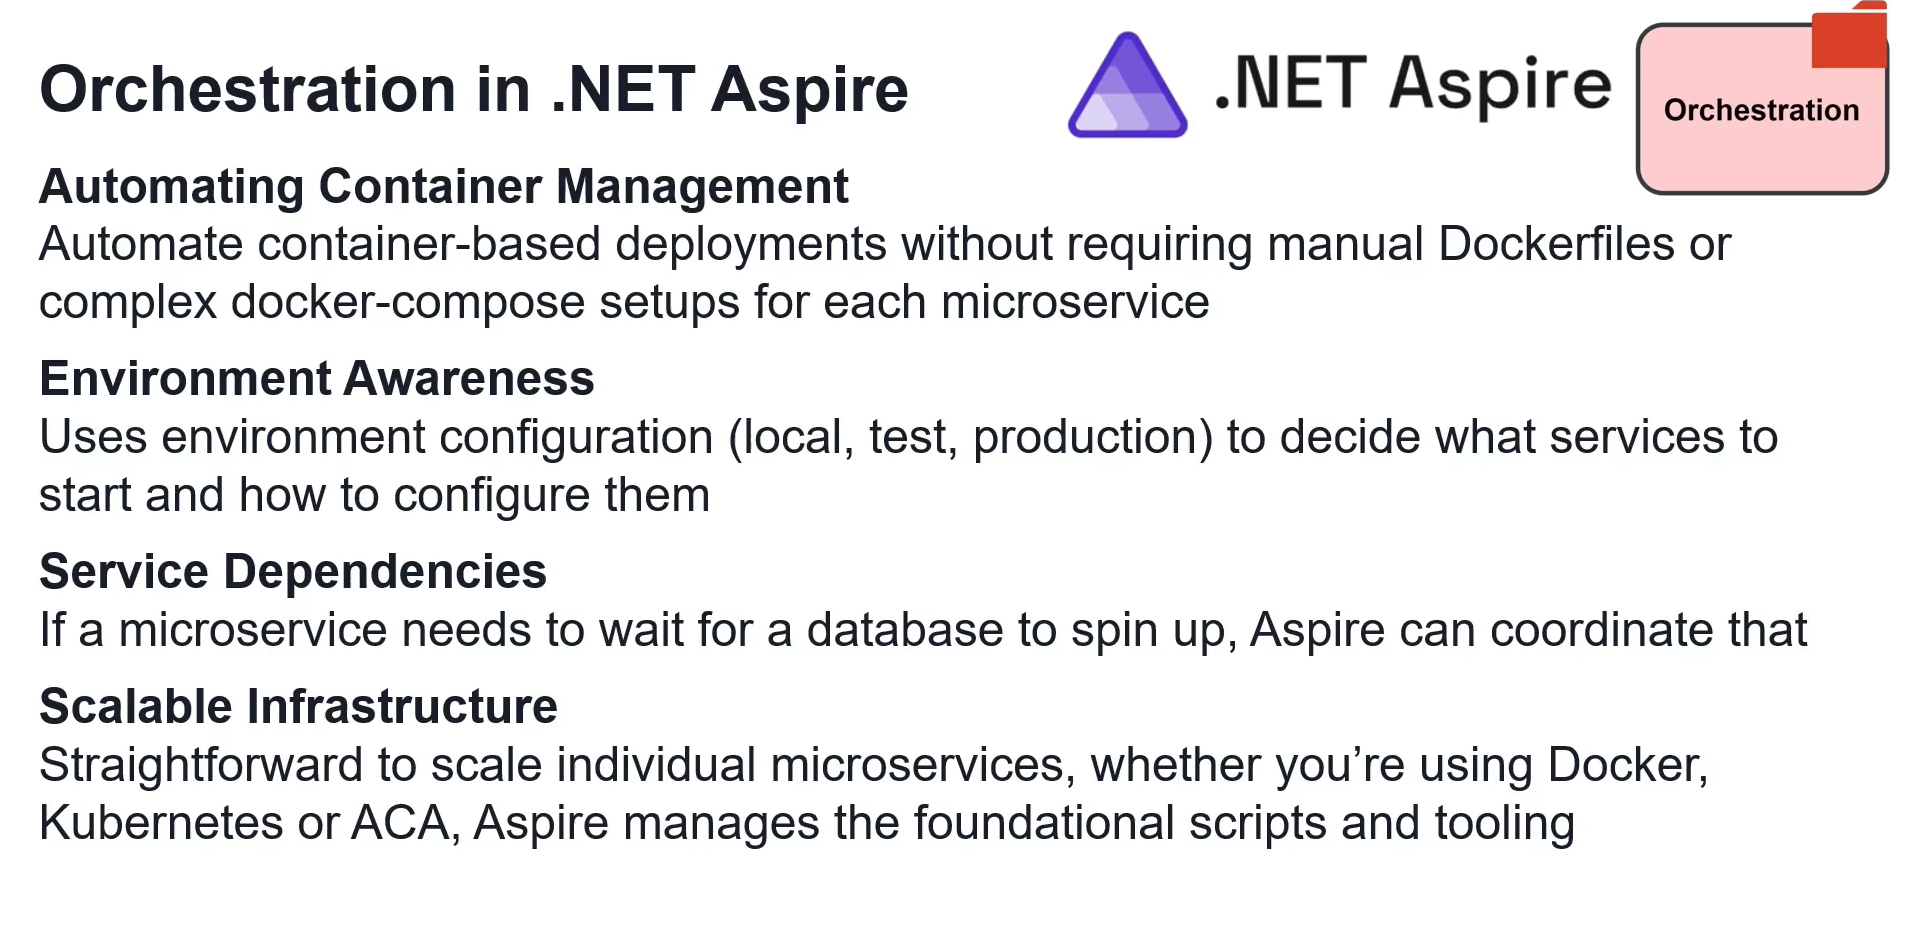 Orchestration in .NET Aspire
.NET Aspire
Orchestration
Automating Container Management
Automate container-based deployments without requiring manual Dockerfiles or
complex docker-compose setups for each microservice
Environment Awareness
Uses environment configuration (local, test, production) to decide what services to
start and how to configure them
Service Dependencies
If a microservice needs to wait for a database to spin up, Aspire can coordinate that
Scalable Infrastructure
Straightforward to scale individual microservices, whether you’re using Docker,
Kubernetes or ACA, Aspire manages the foundational scripts and tooling